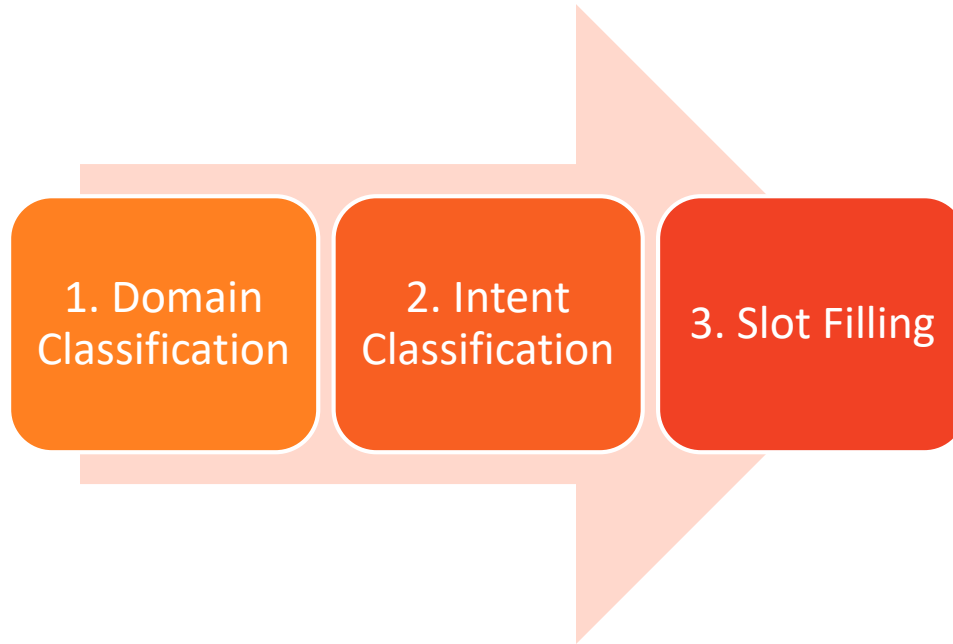 1. Domain
Classification
2. Intent
Classification
3. Slot Filling